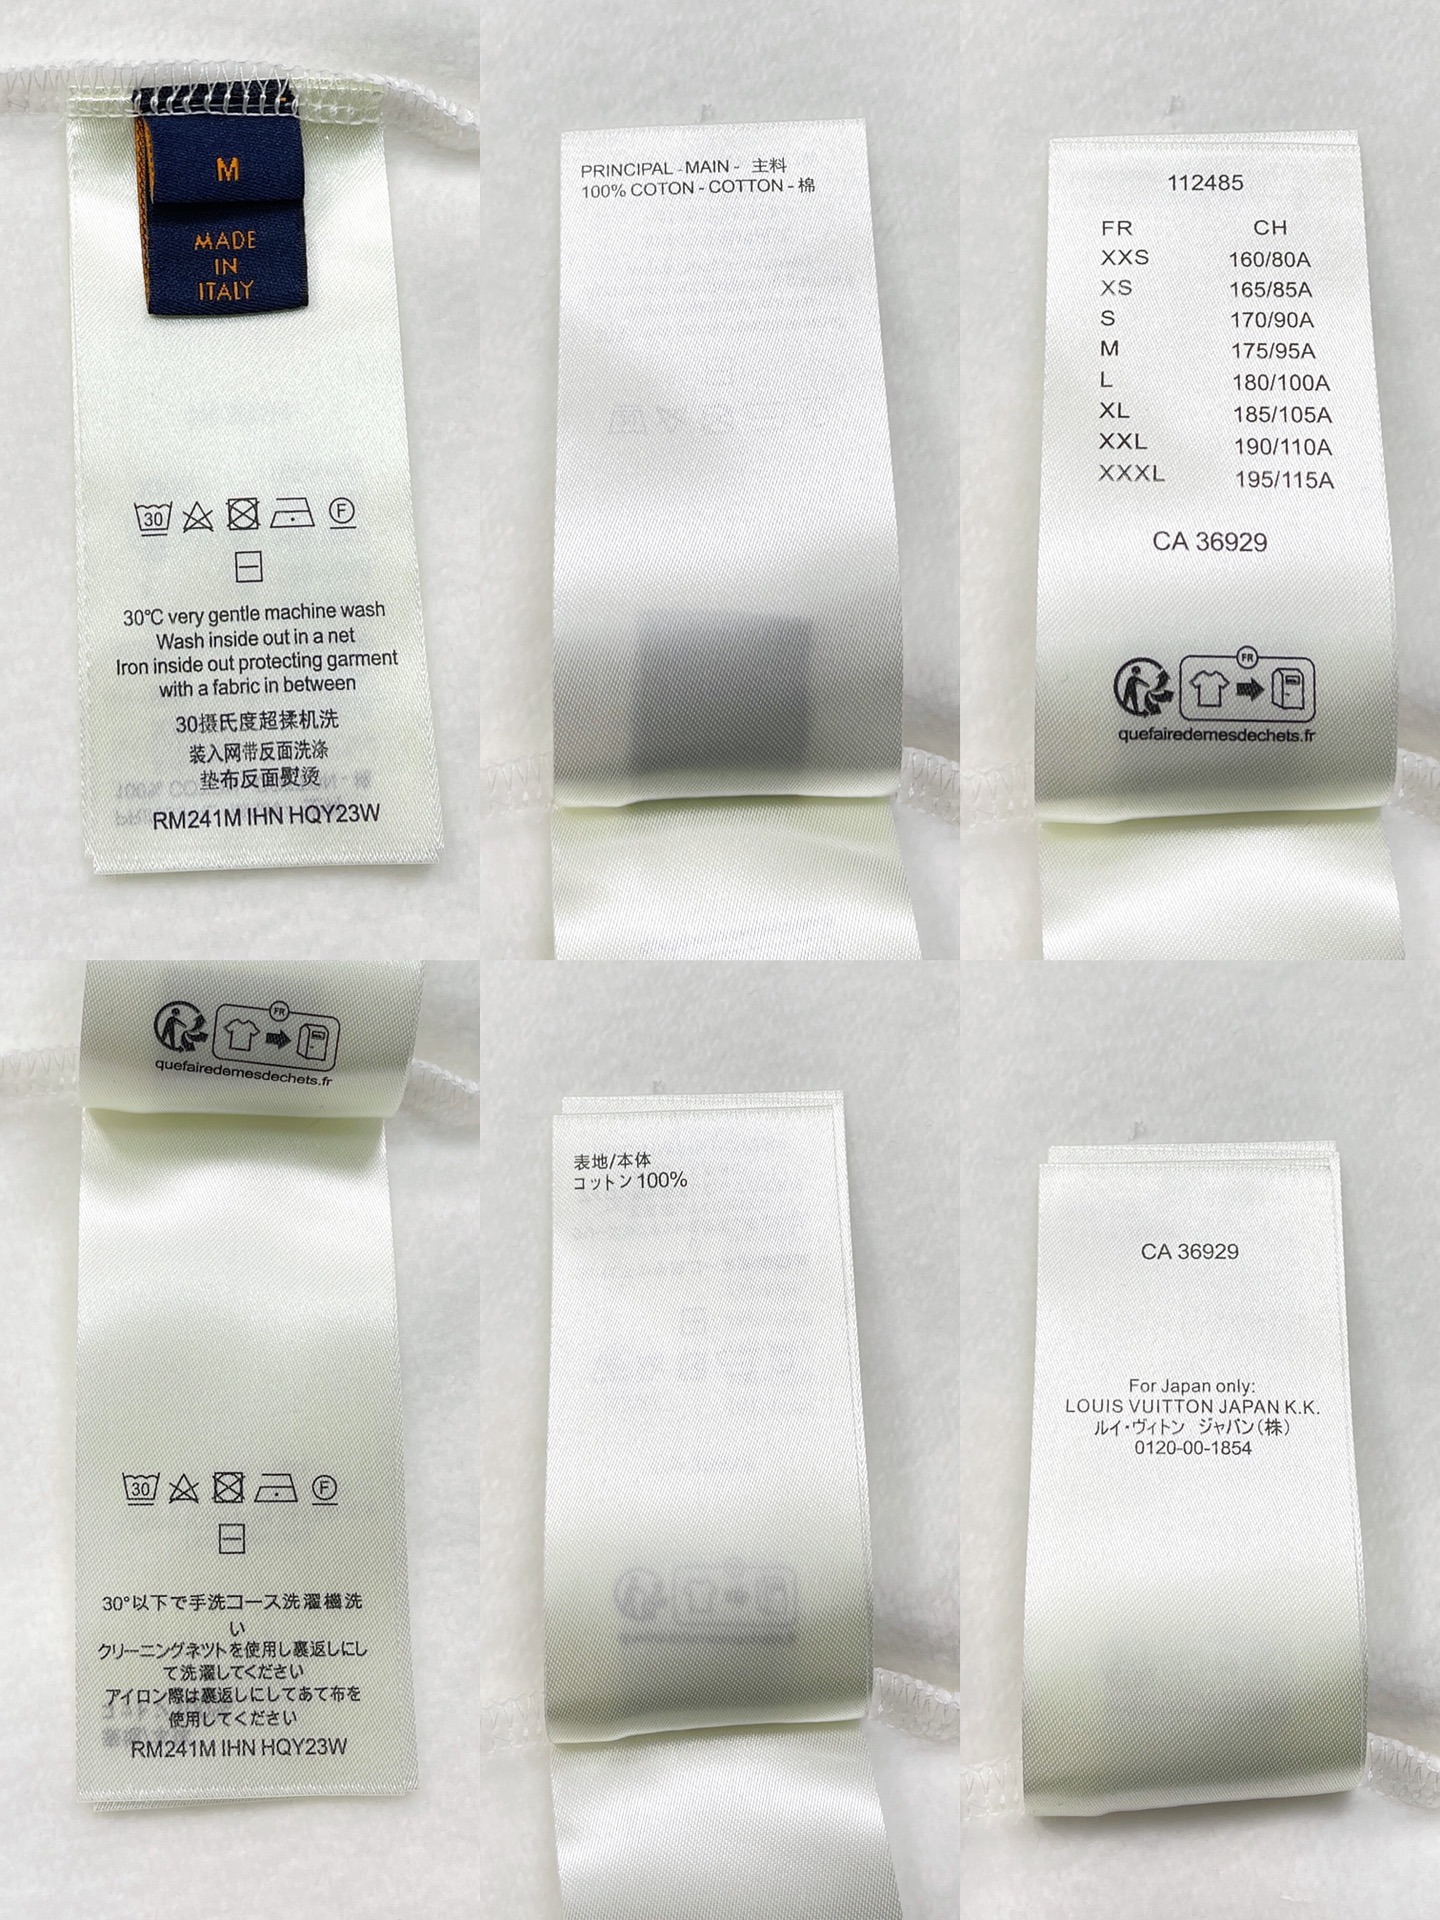 M
MADE
IN
ITALY
30
F
30°C very gentle machine wash
Wash inside out in a net
Iron inside out protecting garment
with a fabric in between
30摄氏度超揉机洗
装入网带反面洗涤
垫布反面熨烫
RM241M IHN HQY23W
PRINCIPAL - MAIN - 主料
100% COTON - COTTON - 棉
112485
FR CH
XXS 160/80A
XS 165/85A
S 170/90A
M 175/95A
L 180/100A
XL 185/105A
XXL 190/110A
XXXL 195/115A
CA 36929
FR
quefairedemesdechets.fr
FR
quefairedemesdechets.fr
30
F
30°以下で手洗コース洗濯機洗
い
クリーニングネツトを使用し裏返しにし
て洗濯してください
アイロン際は裏返しにしてあて布を
使用してください
RM241M IHN HQY23W
表地/本体
コットン100%
CA 36929
For Japan only:
LOUIS VUITTON JAPAN K.K.
ルイ・ヴィトン ジャパン(株)
0120-00-1854